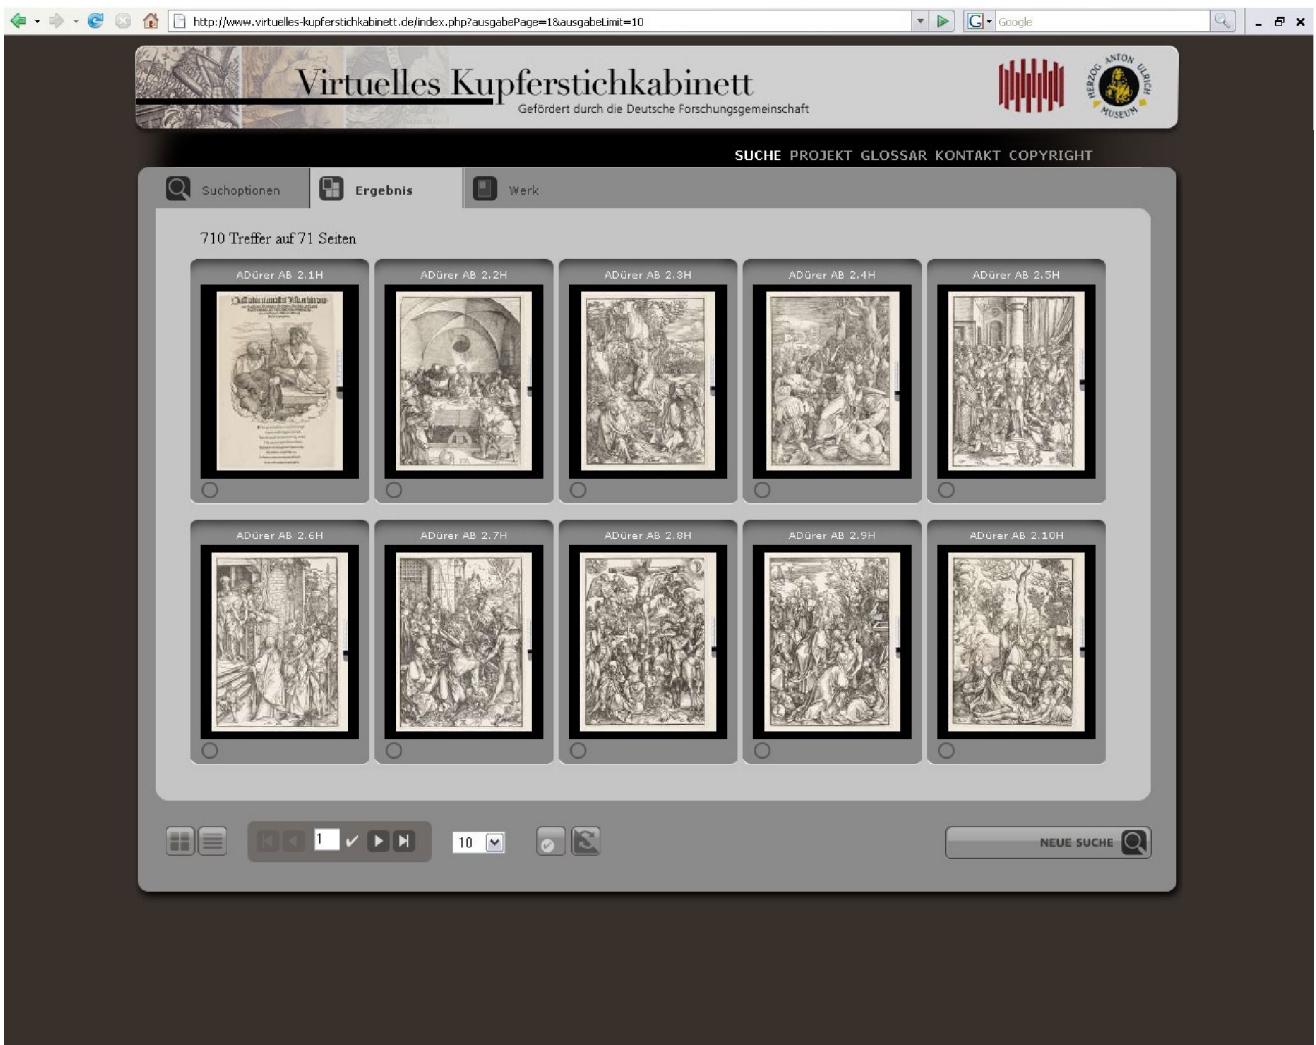 http://www.virtuelles-kupferstichkabinett.de/index.php?ausgabePage=1&ausgabeLimit=10
Google
Virtuelles Kupferstichkabinett
Gefördert durch die Deutsche Forschungsgemeinschaft
HERZOG ANTON ULRICH MUSEUM
SUCHE PROJEKT GLOSSAR KONTAKT COPYRIGHT
Suchoptionen Ergebnis Werk
710 Treffer auf 71 Seiten
ADürer AB 2.1H ADürer AB 2.2H ADürer AB 2.3H ADürer AB 2.4H ADürer AB 2.5H
ADürer AB 2.6H ADürer AB 2.7H ADürer AB 2.8H ADürer AB 2.9H ADürer AB 2.10H
1 10 NEUE SUCHE